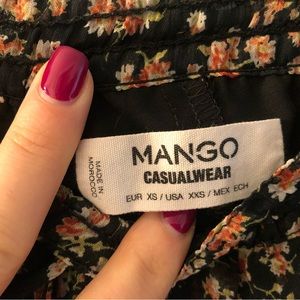 MANGO
CASUALWEAR
EUR XS / USA XXS / MEX ECH
MADE IN
MOROCCO